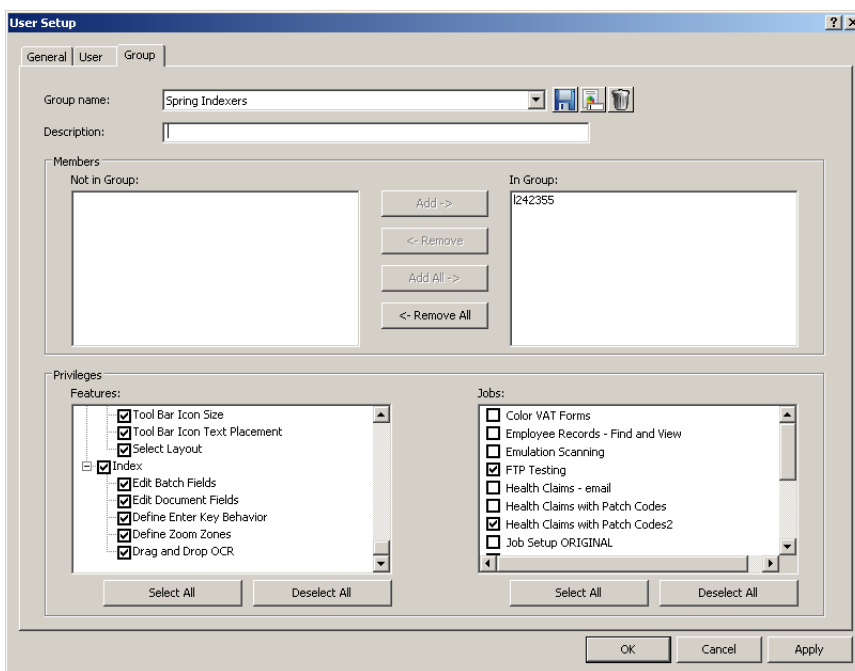 User Setup
General User Group
Group name: Spring Indexers
Description:
Members
Not in Group: In Group:
l242355
Add ->
<- Remove
Add All ->
<- Remove All
Privileges
Features: Jobs:
Tool Bar Icon Size
Tool Bar Icon Text Placement
Select Layout
Index
Edit Batch Fields
Edit Document Fields
Define Enter Key Behavior
Define Zoom Zones
Drag and Drop OCR
Color VAT Forms
Employee Records - Find and View
Emulation Scanning
FTP Testing
Health Claims - email
Health Claims with Patch Codes
Health Claims with Patch Codes2
Job Setup ORIGINAL
Select All Deselect All Select All Deselect All
OK Cancel Apply